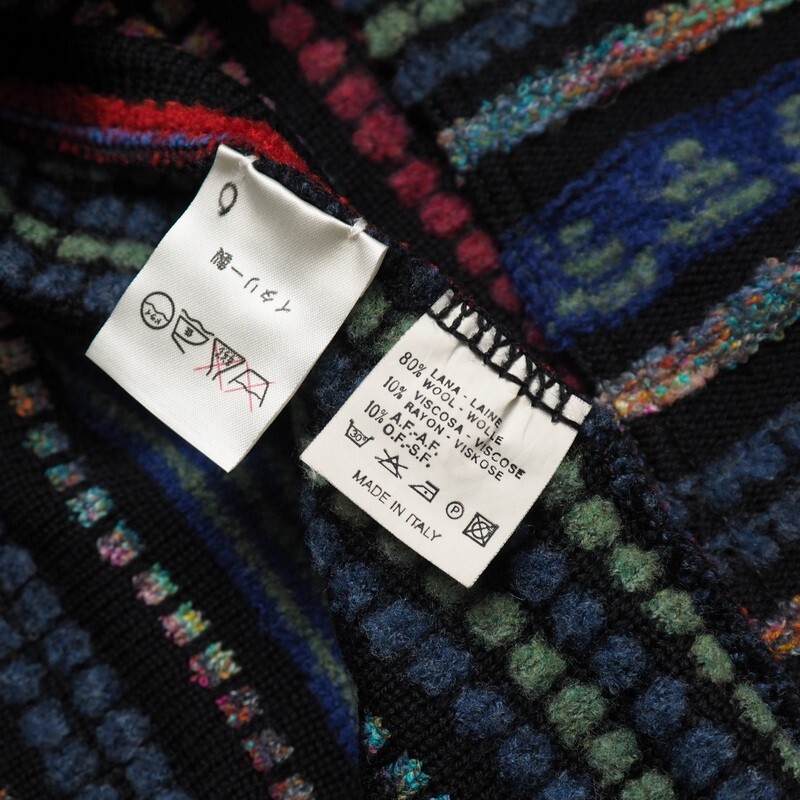 イタリー製
80% LANA - LAINE
WOOL - WOLLE
10% VISCOSA - VISCOSE
RAYON - VISKOSE
10% A.F.-A.F.
O.F.-S.F.
30°
P
MADE IN ITALY